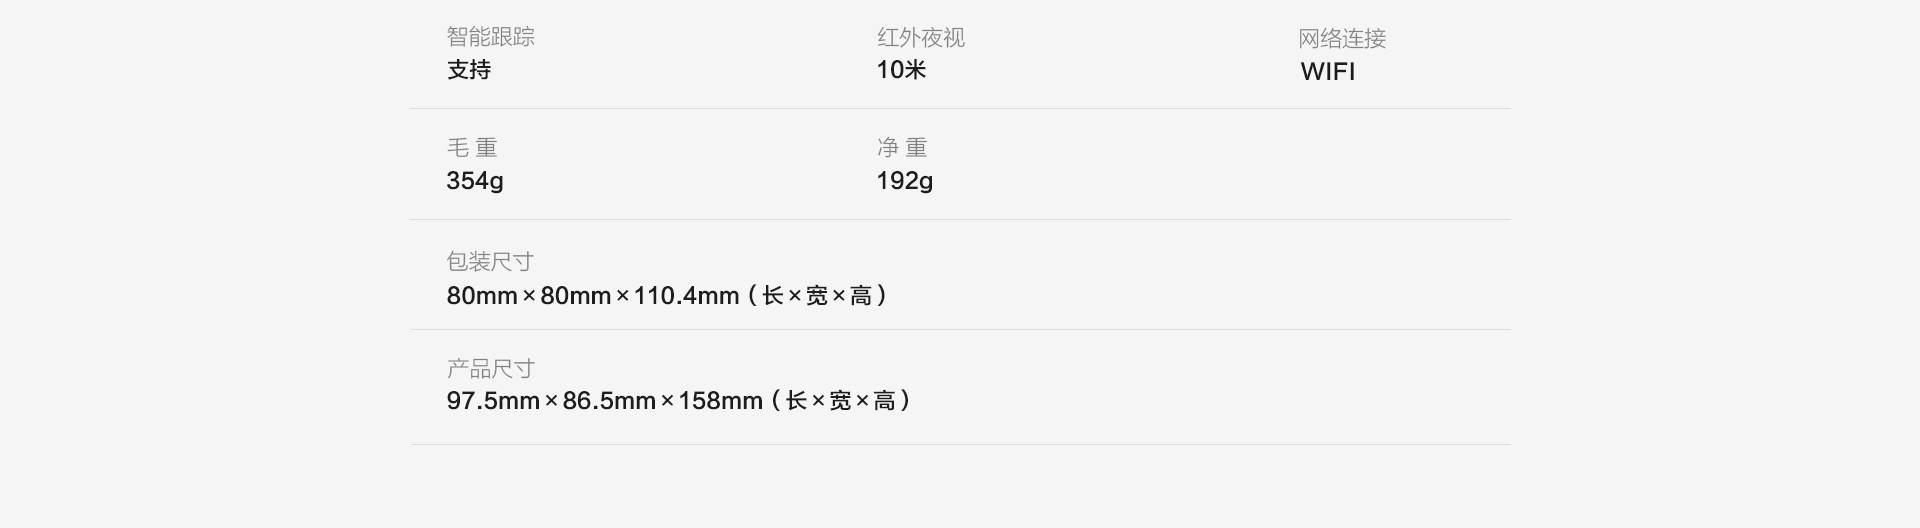 智能跟踪 红外夜视 网络连接
支持 10米 WIFI
毛 重 净 重
354g 192g
包装尺寸
80mm×80mm×110.4mm（长×宽×高）
产品尺寸
97.5mm×86.5mm×158mm（长×宽×高）